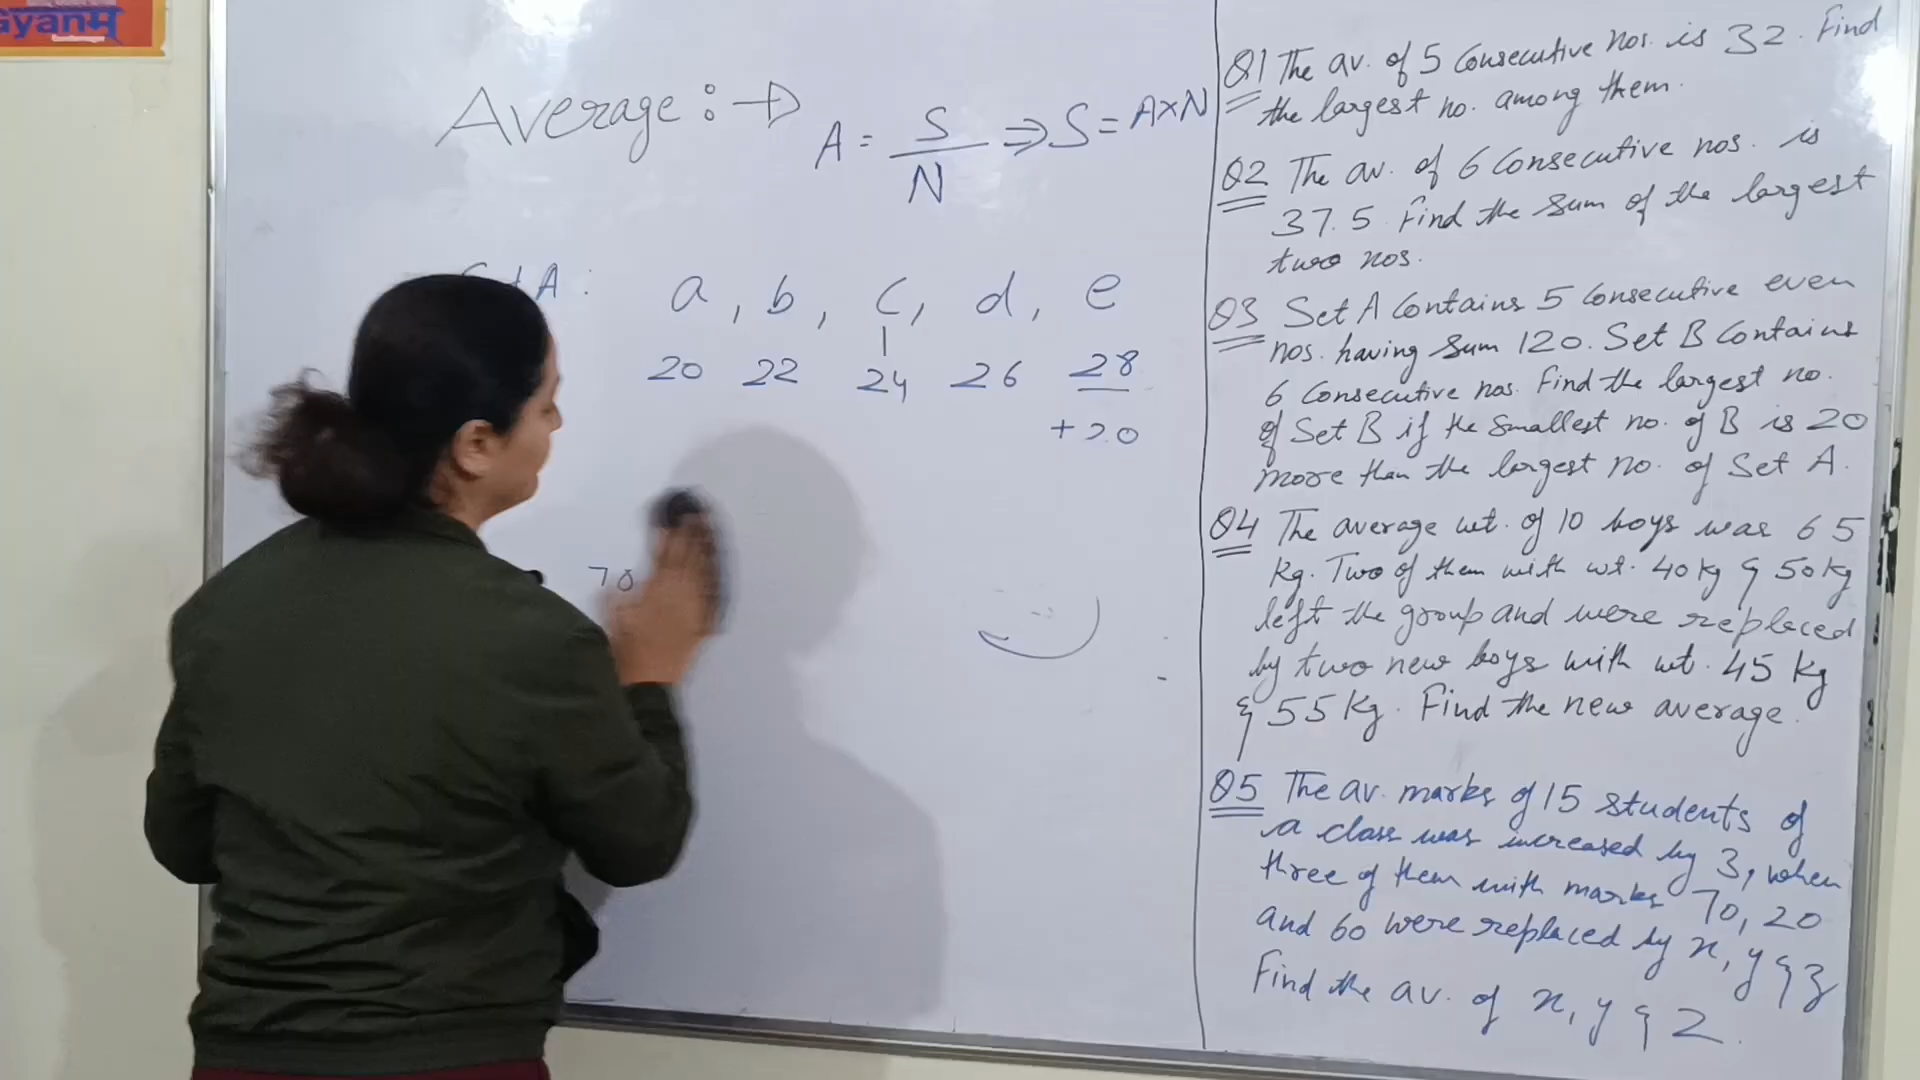 Gyanम्
Average :→ A = S/N ⇒ S = A×N
A : a, b, c, d, e
20 22 24 26 28
+20
70
Q1 The av. of 5 Consecutive nos. is 32. Find
the largest no. among them.
Q2 The av. of 6 Consecutive nos. is
37.5. Find the sum of the largest
two nos.
Q3 Set A Contains 5 Consecutive even
nos. having sum 120. Set B Contains
6 Consecutive nos. Find the largest no.
of Set B if the smallest no. of B is 20
more than the largest no. of Set A.
Q4 The average wt. of 10 boys was 65
kg. Two of them with wt. 40kg & 50kg
left the group and were replaced
by two new boys with wt. 45 kg
& 55 kg. Find the new average.
Q5 The av. marks of 15 students of
a class was increased by 3, when
three of them with marks 70, 20
and 60 were replaced by x, y & z
Find the av. of x, y & z.